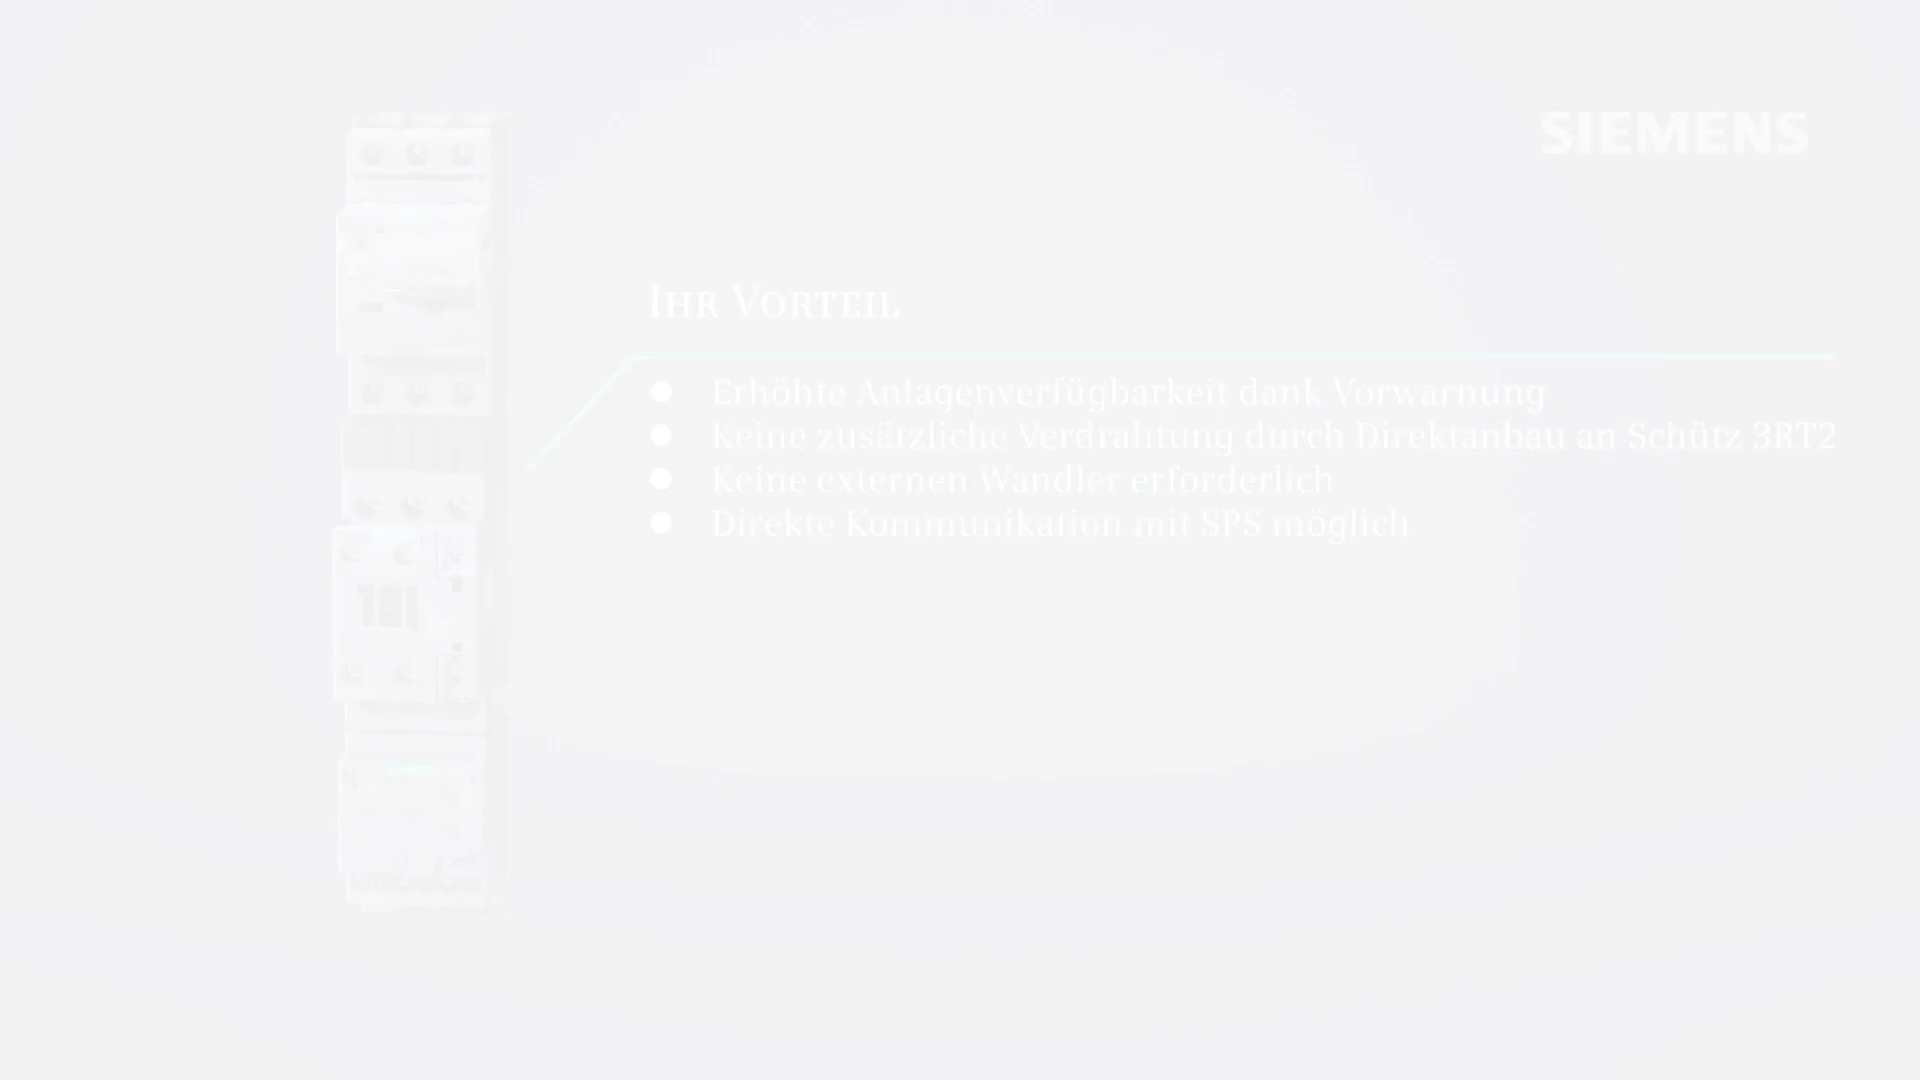 SIEMENS
IHR VORTEIL
● Erhöhte Anlagenverfügbarkeit dank Vorwarnung
● Keine zusätzliche Verdrahtung durch Direktanbau an Schütz 3RT2
● Keine externen Wandler erforderlich
● Direkte Kommunikation mit SPS möglich